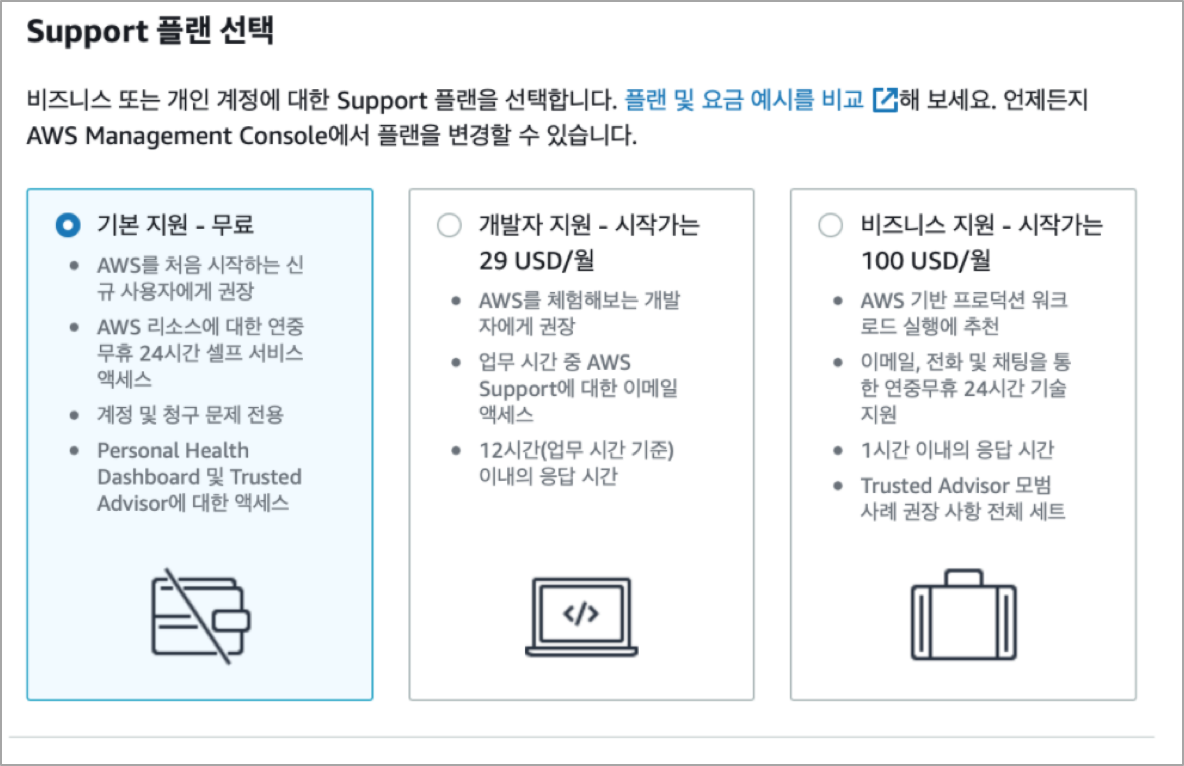 Support 플랜 선택
비즈니스 또는 개인 계정에 대한 Support 플랜을 선택합니다. 플랜 및 요금 예시를 비교 해 보세요. 언제든지
AWS Management Console에서 플랜을 변경할 수 있습니다.
기본 지원 - 무료
• AWS를 처음 시작하는 신
규 사용자에게 권장
• AWS 리소스에 대한 연중
무휴 24시간 셀프 서비스
액세스
• 계정 및 청구 문제 전용
• Personal Health
Dashboard 및 Trusted
Advisor에 대한 액세스
개발자 지원 - 시작가는
29 USD/월
• AWS를 체험해보는 개발
자에게 권장
• 업무 시간 중 AWS
Support에 대한 이메일
액세스
• 12시간(업무 시간 기준)
이내의 응답 시간
</>
비즈니스 지원 - 시작가는
100 USD/월
• AWS 기반 프로덕션 워크
로드 실행에 추천
• 이메일, 전화 및 채팅을 통
한 연중무휴 24시간 기술
지원
• 1시간 이내의 응답 시간
• Trusted Advisor 모범
사례 권장 사항 전체 세트